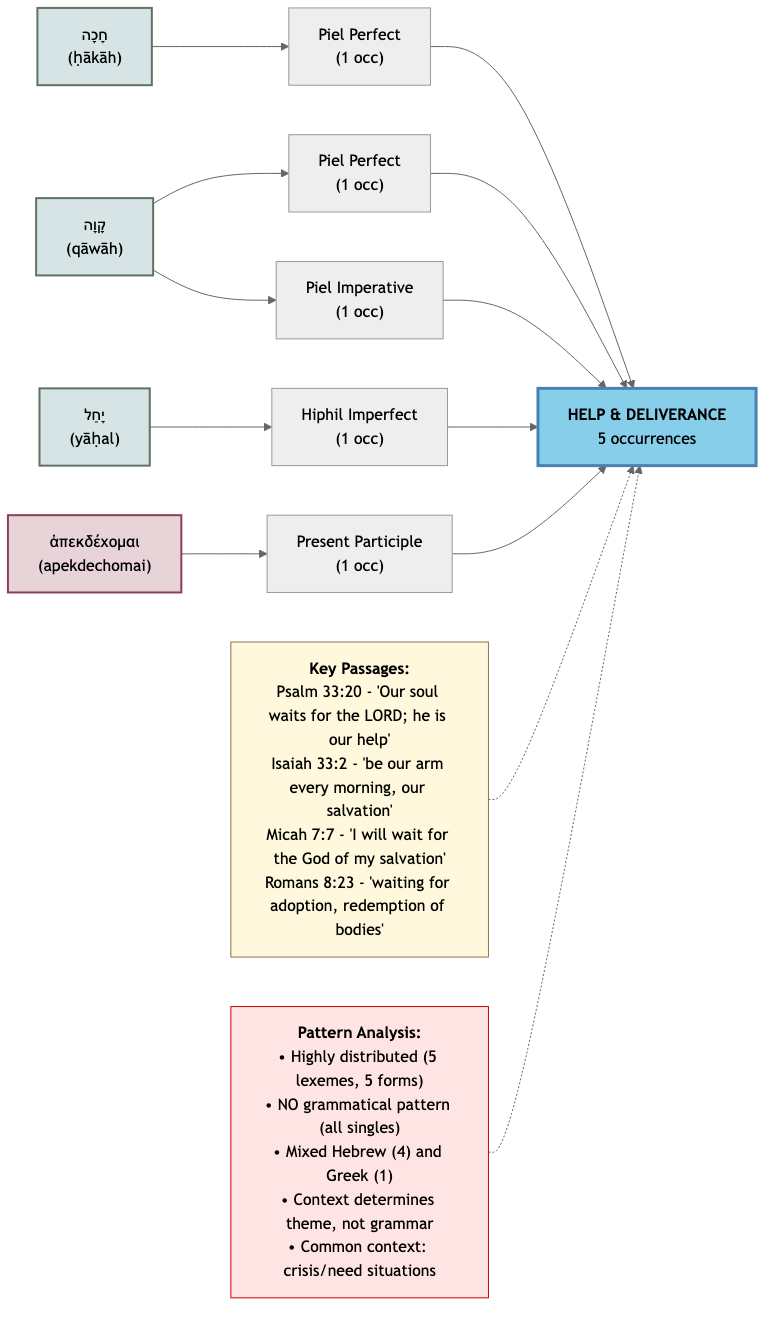 חָכָה
(ḥākāh)
Piel Perfect
(1 occ)
Piel Perfect
(1 occ)
קָוָה
(qāwāh)
Piel Imperative
(1 occ)
יָחַל
(yāḥal)
Hiphil Imperfect
(1 occ)
HELP & DELIVERANCE
5 occurrences
ἀπεκδέχομαι
(apekdechomai)
Present Participle
(1 occ)
Key Passages:
Psalm 33:20 - 'Our soul
waits for the LORD; he is
our help'
Isaiah 33:2 - 'be our arm
every morning, our
salvation'
Micah 7:7 - 'I will wait for
the God of my salvation'
Romans 8:23 - 'waiting for
adoption, redemption of
bodies'
Pattern Analysis:
• Highly distributed (5
lexemes, 5 forms)
• NO grammatical pattern
(all singles)
• Mixed Hebrew (4) and
Greek (1)
• Context determines
theme, not grammar
• Common context:
crisis/need situations